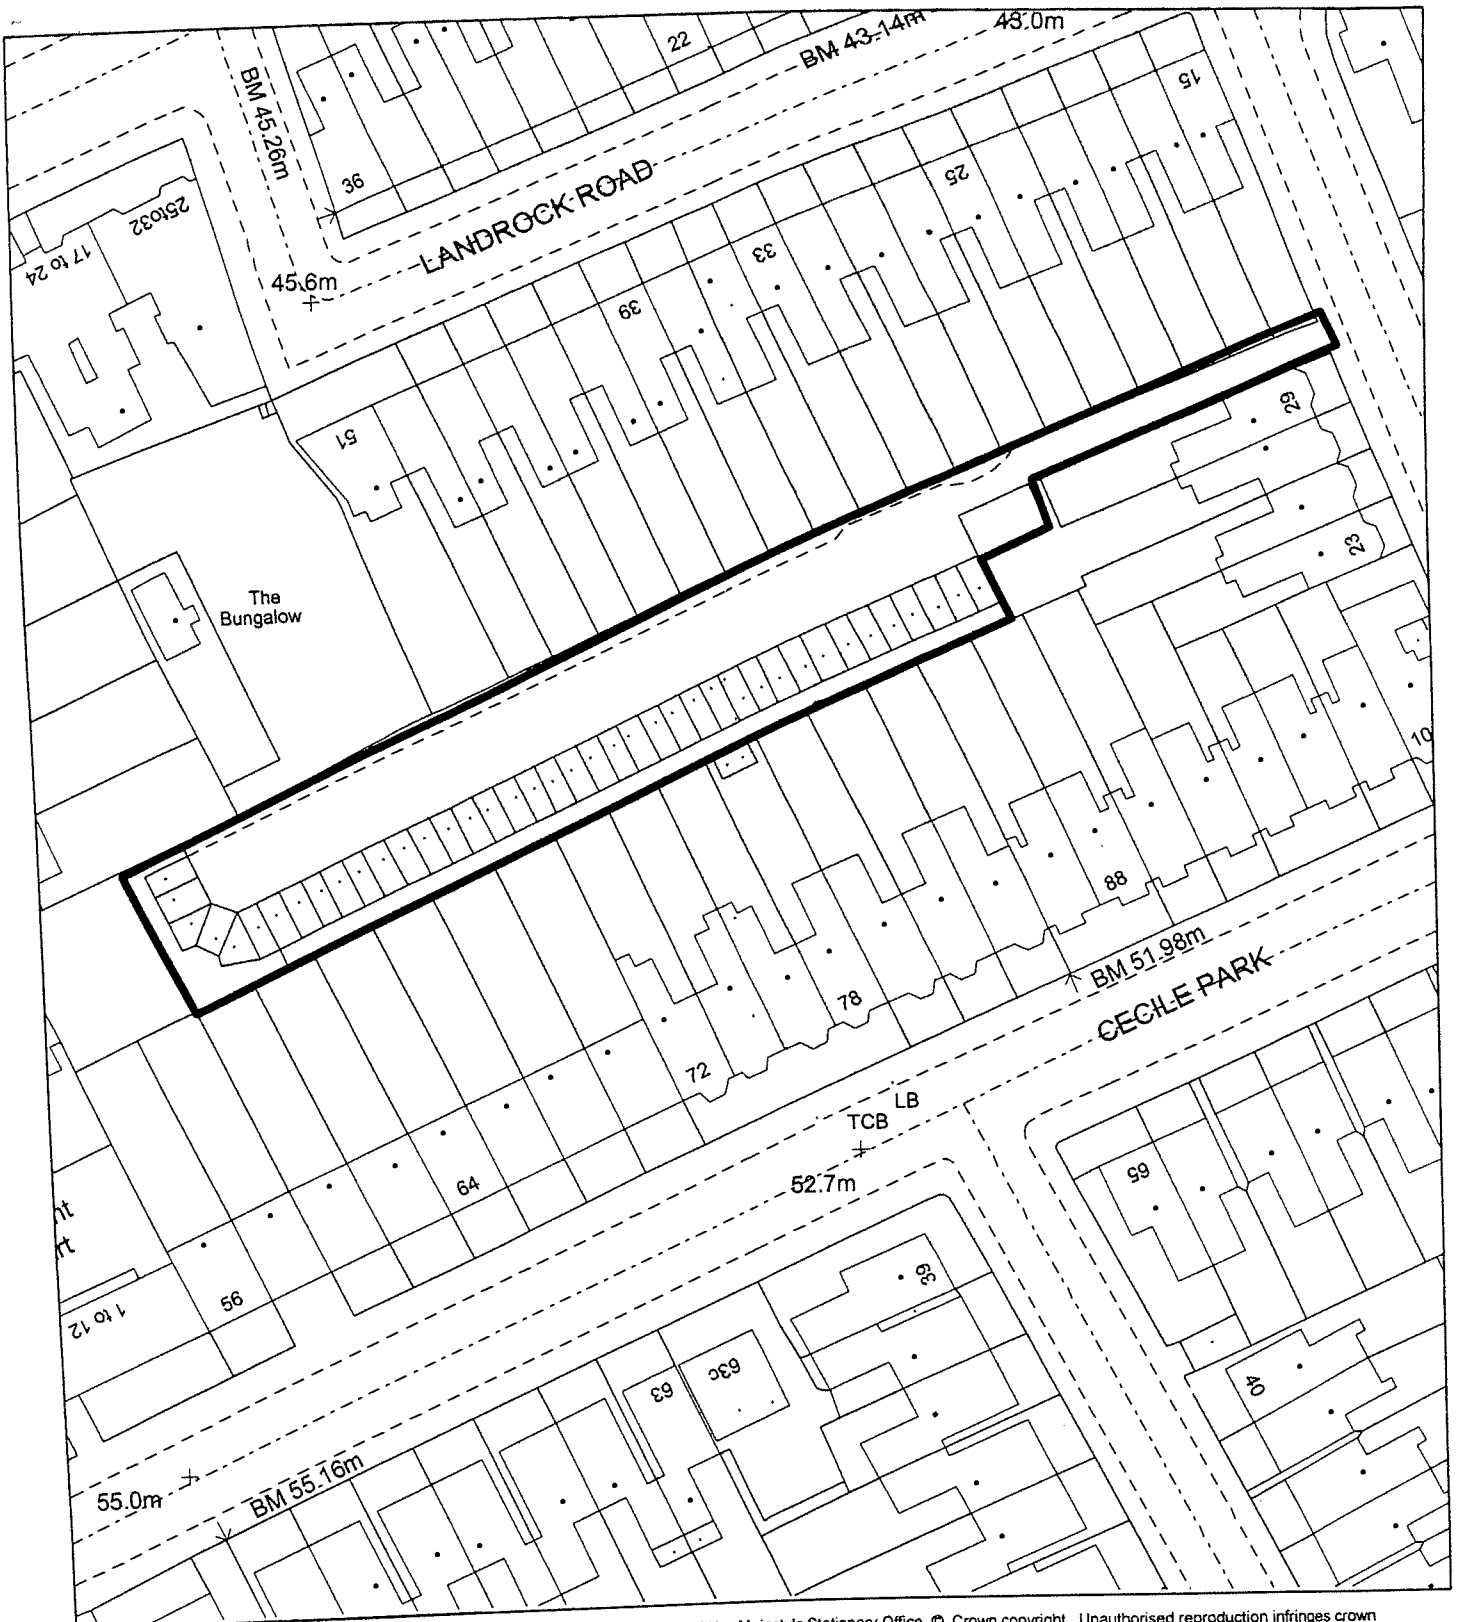 22
BM 43.14m
43.0m
BM 45.26m
15
36
LANDROCK ROAD
25
25to32
17 to 24
33
45.6m
39
29
51
23
The
Bungalow
10
88
BM 51.98m
CECILE PARK
78
72
LB
TCB
52.7m
65
64
56
1 to 12
39
63c
63
40
55.0m
BM 55.16m
Stationery Office © Crown copyright. Unauthorised reproduction infringes crown